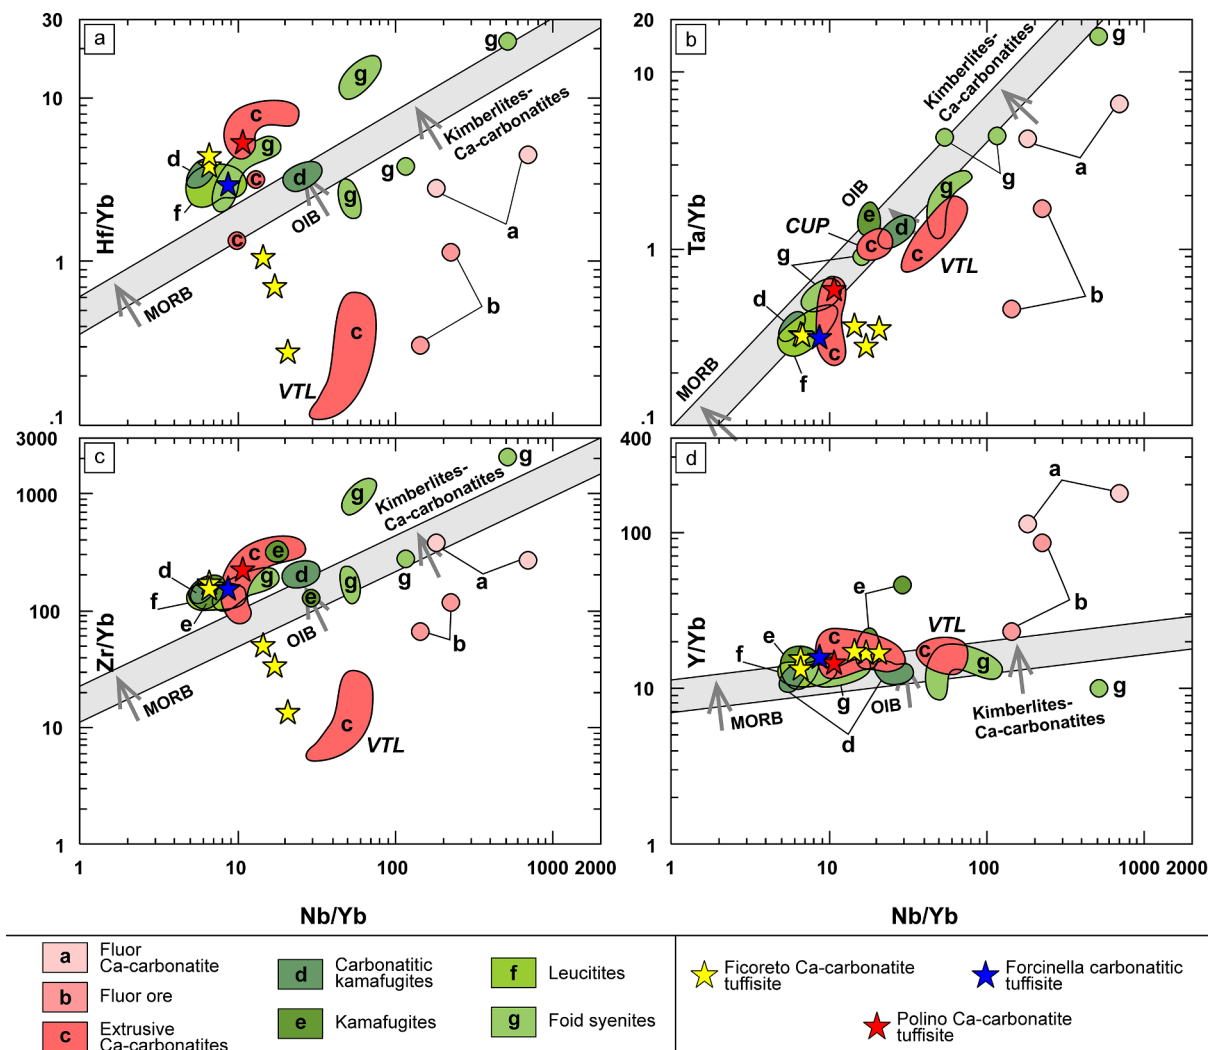 30
a
g
g
10
c
g
d
c
d
g
f
g
OIB
Kimberlites-
Ca-carbonatites
a
Hf/Yb
c
1
MORB
b
c
VTL
.1
20
b
Kimberlites-
Ca-carbonatites
g
10
a
g
OIB
e
CUP
d
c
g
c
VTL
Ta/Yb
1
d
b
c
f
MORB
.1
3000
c
g
g
Kimberlites-
Ca-carbonatites
1000
c
e
d
d
g
g
g
a
f
e
e
100
OIB
b
Zr/Yb
MORB
10
c
VTL
1
1
10
100
1000 2000
Nb/Yb
400
d
a
100
e
b
e
c
VTL
c
f
g
g
g
Y/Yb
10
MORB
OIB
Kimberlites-
Ca-carbonatites
d
1
1
10
100
1000 2000
Nb/Yb
a Fluor
Ca-carbonatite
b Fluor ore
c Extrusive
Ca-carbonatites
d Carbonatitic
kamafugites
e Kamafugites
f Leucitites
g Foid syenites
Ficoreto Ca-carbonatite
tuffisite
Forcinella carbonatitic
tuffisite
Polino Ca-carbonatite
tuffisite